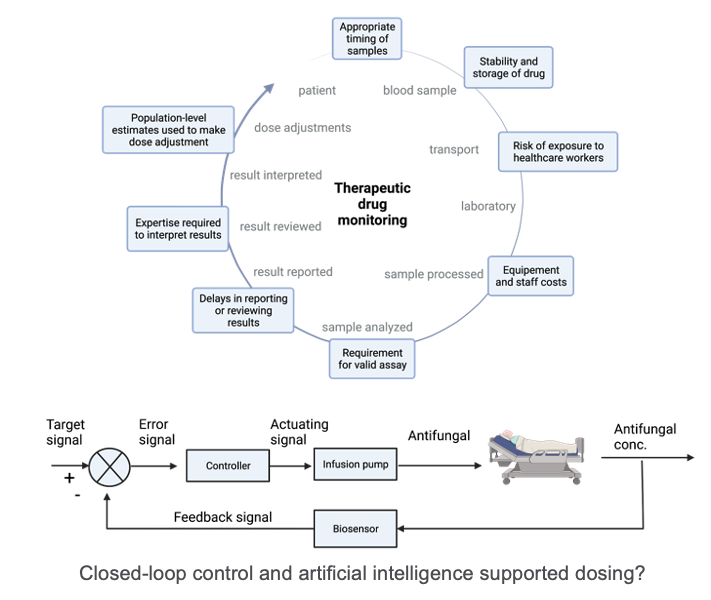 Appropriate
timing of
samples
Stability and
storage of drug
Risk of exposure to
healthcare workers
Equipement
and staff costs
Requirement
for valid assay
Delays in reporting
or reviewing
results
Expertise required
to interpret results
Population-level
estimates used to make
dose adjustment
patient
blood sample
transport
laboratory
sample processed
sample analyzed
result reported
result reviewed
result interpreted
dose adjustments
Therapeutic
drug
monitoring
Target
signal
+
-
Error
signal
Controller
Actuating
signal
Infusion pump
Antifungal
Antifungal
conc.
Feedback signal
Biosensor
Closed-loop control and artificial intelligence supported dosing?